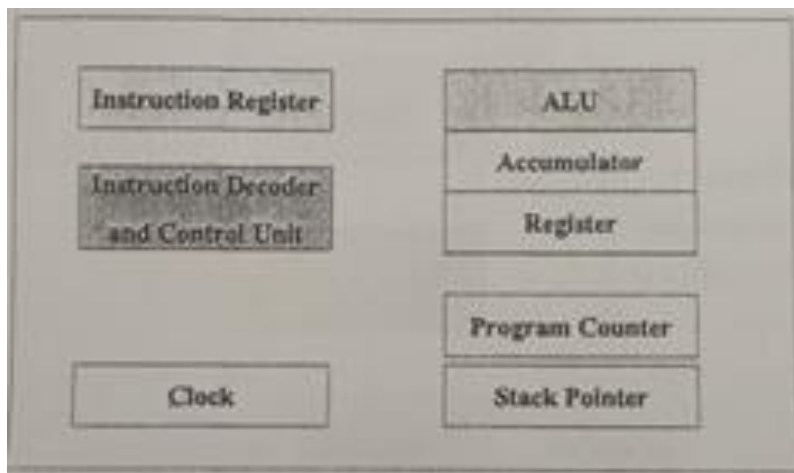 Instruction Register
Instruction Decoder
and Control Unit
Clock
ALU
Accumulator
Register
Program Counter
Stack Pointer